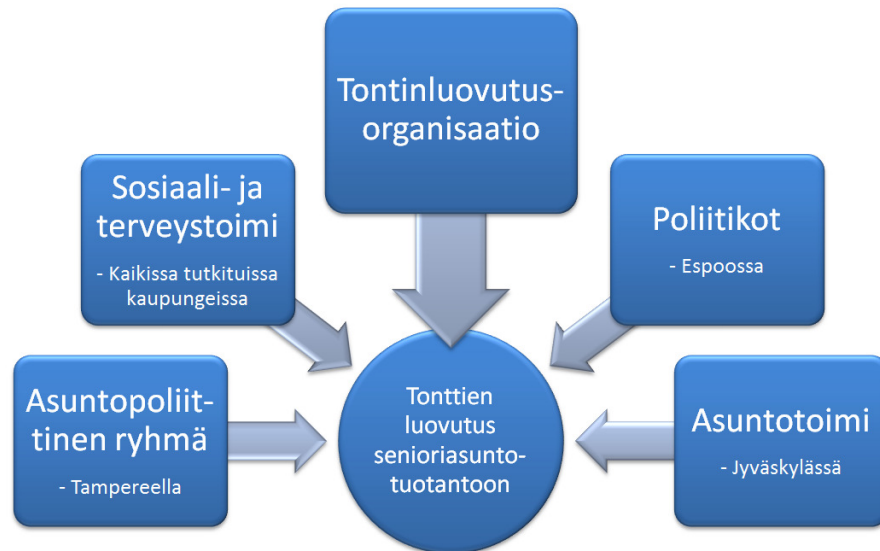 Tontinluovutus-
organisaatio
Sosiaali- ja
terveystoimi
- Kaikissa tutkituissa
kaupungeissa
Poliitikot
- Espoossa
Asuntopoliit-
tinen ryhmä
- Tampereella
Tonttien
luovutus
senioriasunto-
tuotantoon
Asuntotoimi
- Jyväskylässä